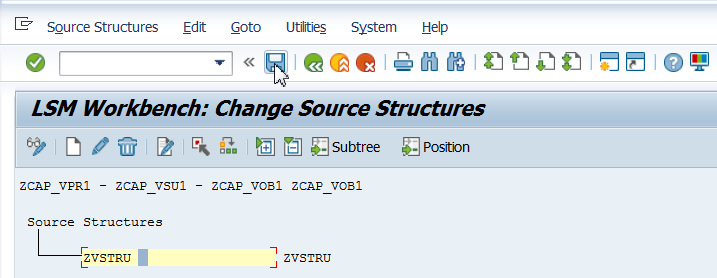 Source Structures Edit Goto Utilities System Help
LSM Workbench: Change Source Structures
Subtree Position
ZCAP_VPR1 - ZCAP_VSU1 - ZCAP_VOB1 ZCAP_VOB1
Source Structures
ZVSTRU ZVSTRU